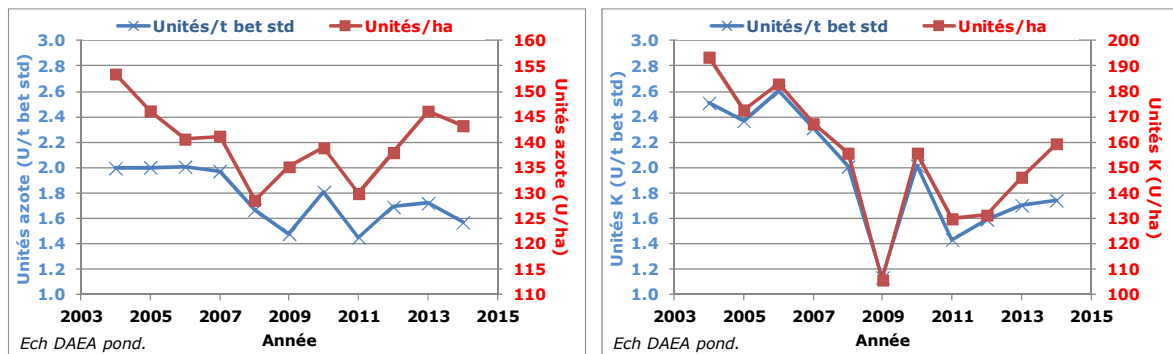 Unités/t bet std Unités/ha
3.0 160
2.8 155
2.6 150
2.4 145
2.2 140
2.0 135
1.8 130
1.6 125
1.4 120
1.2 115
1.0 110
Unités azote (U/t bet std)
Unités azote
(U/ha)
2003 2005 2007 2009 2011 2013 2015
Ech DAEA pond. Année
Unités/t bet std Unités/ha
3.0 200
2.8 190
2.6 180
2.4 170
2.2 160
2.0 150
1.8 140
1.6 130
1.4 120
1.2 110
1.0 100
Unités K (U/t bet std)
Unités K (U/ha)
2003 2005 2007 2009 2011 2013 2015
Ech DAEA pond. Année